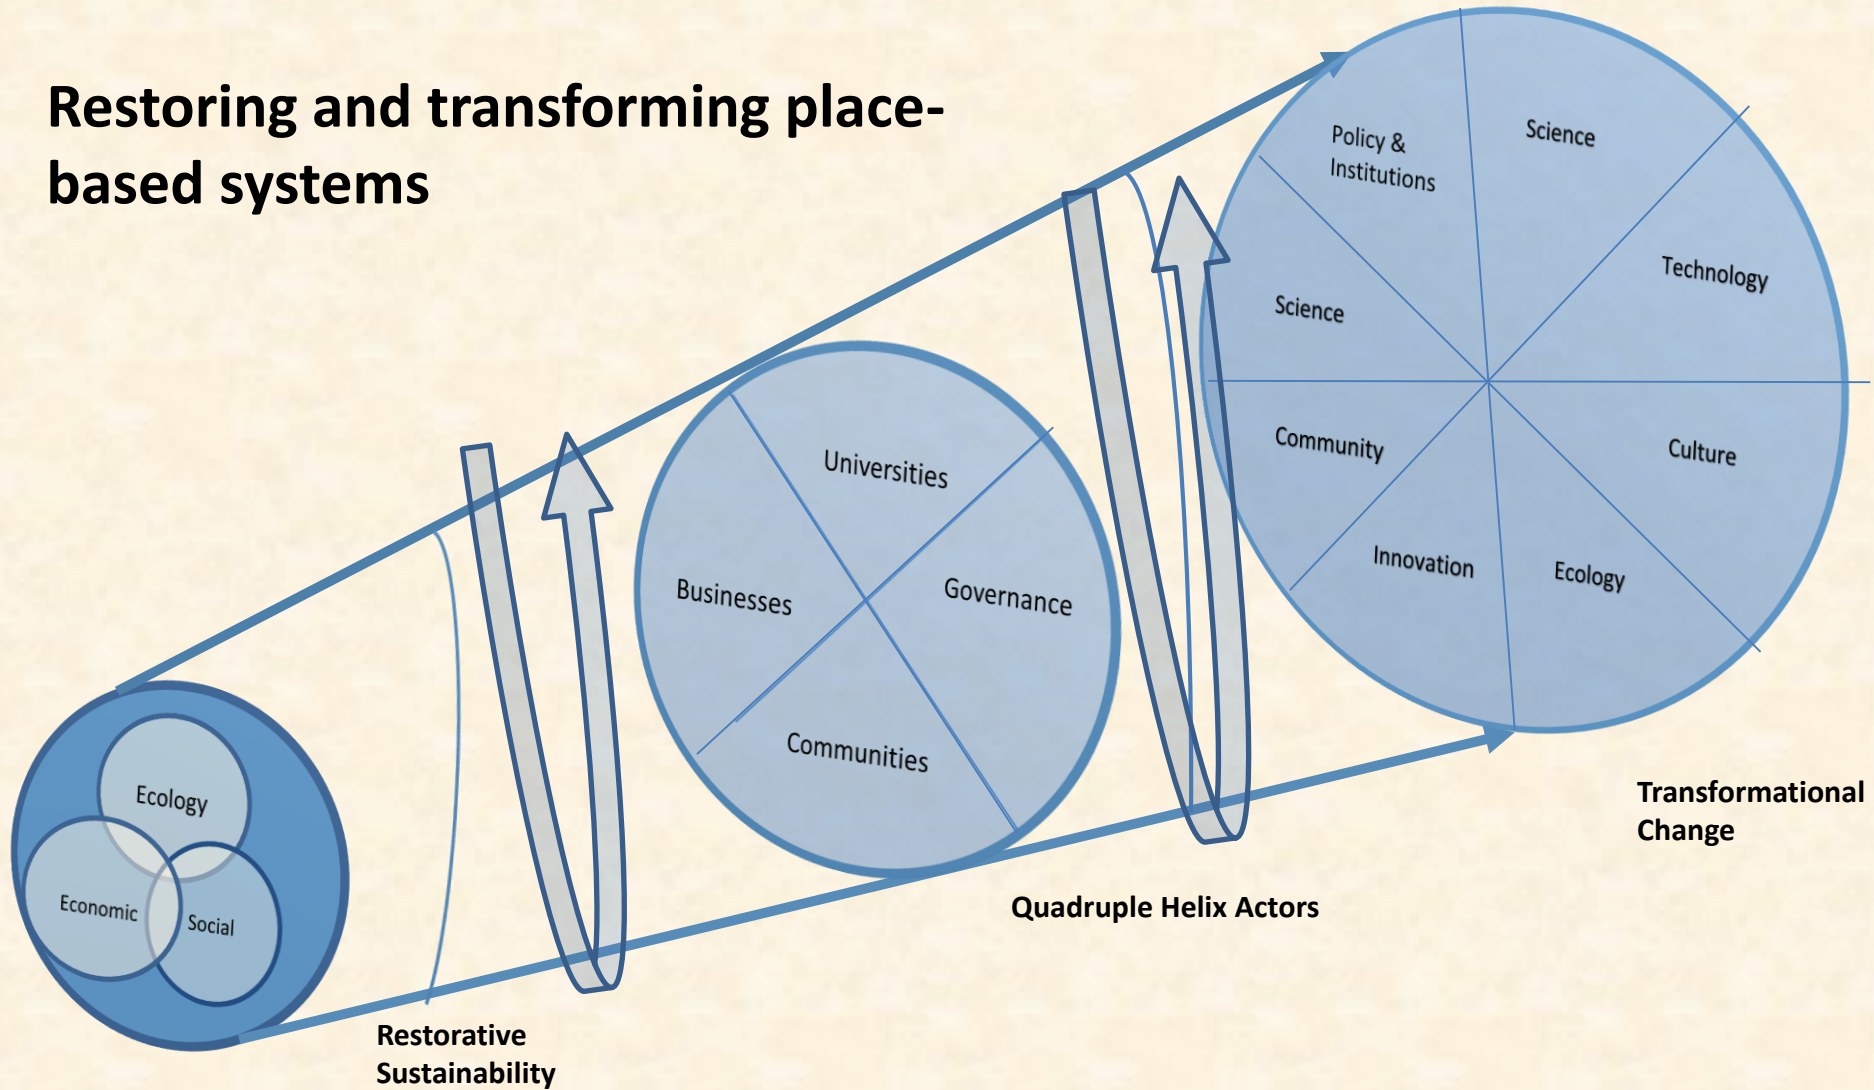 Restoring and transforming place-
based systems
Policy &
Institutions
Science
Technology
Science
Community
Culture
Innovation
Ecology
Universities
Businesses
Governance
Communities
Ecology
Economic
Social
Transformational
Change
Quadruple Helix Actors
Restorative
Sustainability